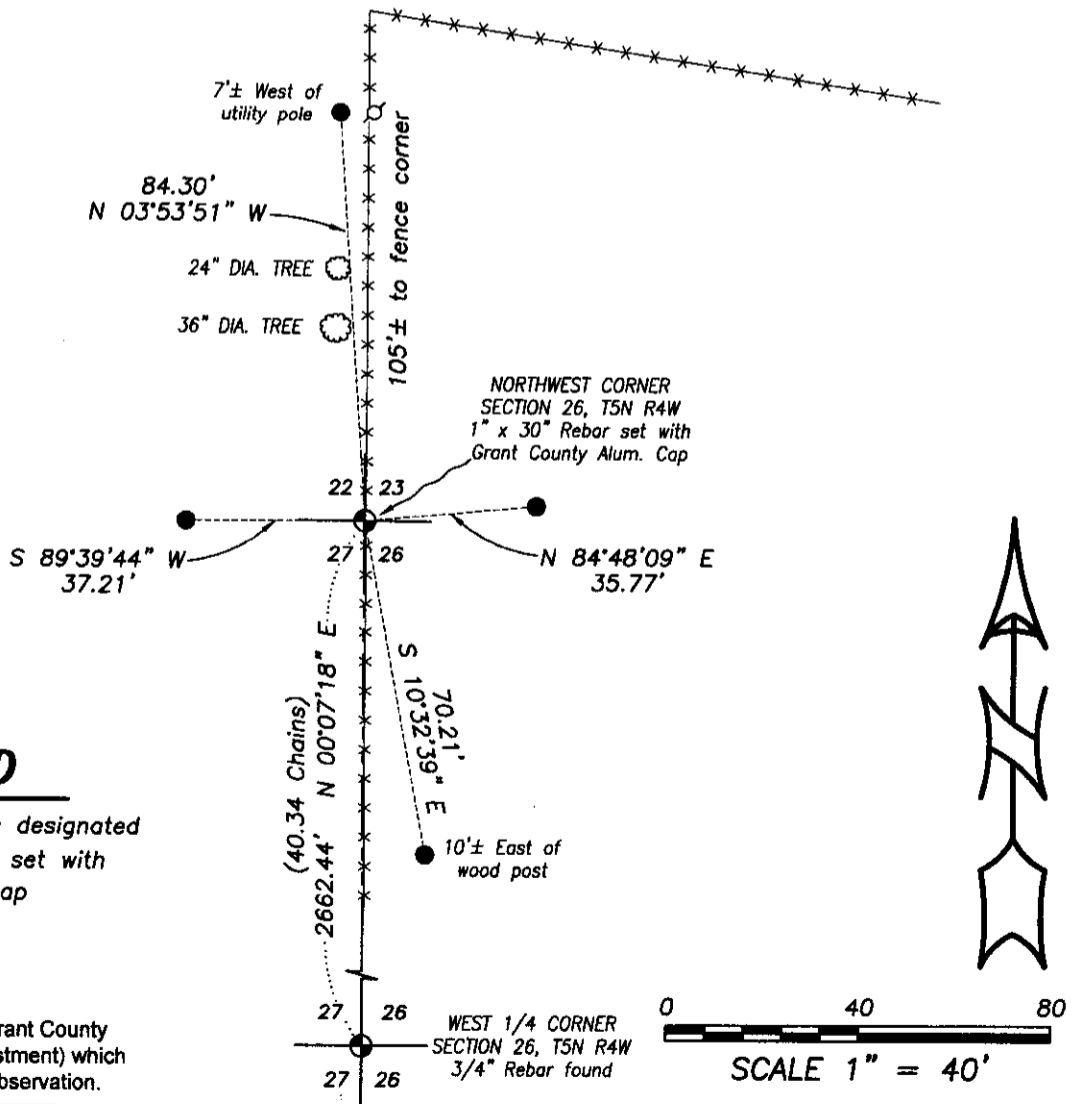 7'± West of
utility pole
84.30'
N 03°53'51" W
24" DIA. TREE
36" DIA. TREE
105'± to fence corner
NORTHWEST CORNER
SECTION 26, T5N R4W
1" x 30" Rebar set with
Grant County Alum. Cap
22 23
27 26
S 89°39'44" W
37.21'
N 84°48'09" E
35.77'
(40.34 Chains)
2662.44' N 00°07'18" E
70.21'
S 10°32'39" E
10'± East of
wood post
designated
set with
ap
rant County
stment) which
bservation.
27 26
27 26
WEST 1/4 CORNER
SECTION 26, T5N R4W
3/4" Rebar found
N
0 40 80
SCALE 1" = 40'